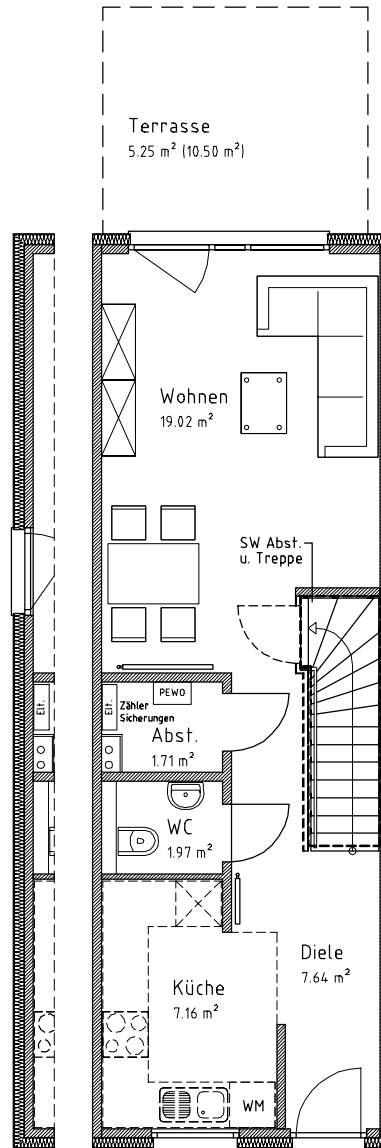 Terrasse
5.25 m² (10.50 m²)
Wohnen
19.02 m²
SW Abst.
u. Treppe
Elt.
Elt.
Zähler
Sicherungen
PEWO
Abst.
1.71 m²
WC
1.97 m²
Diele
7.64 m²
Küche
7.16 m²
WM